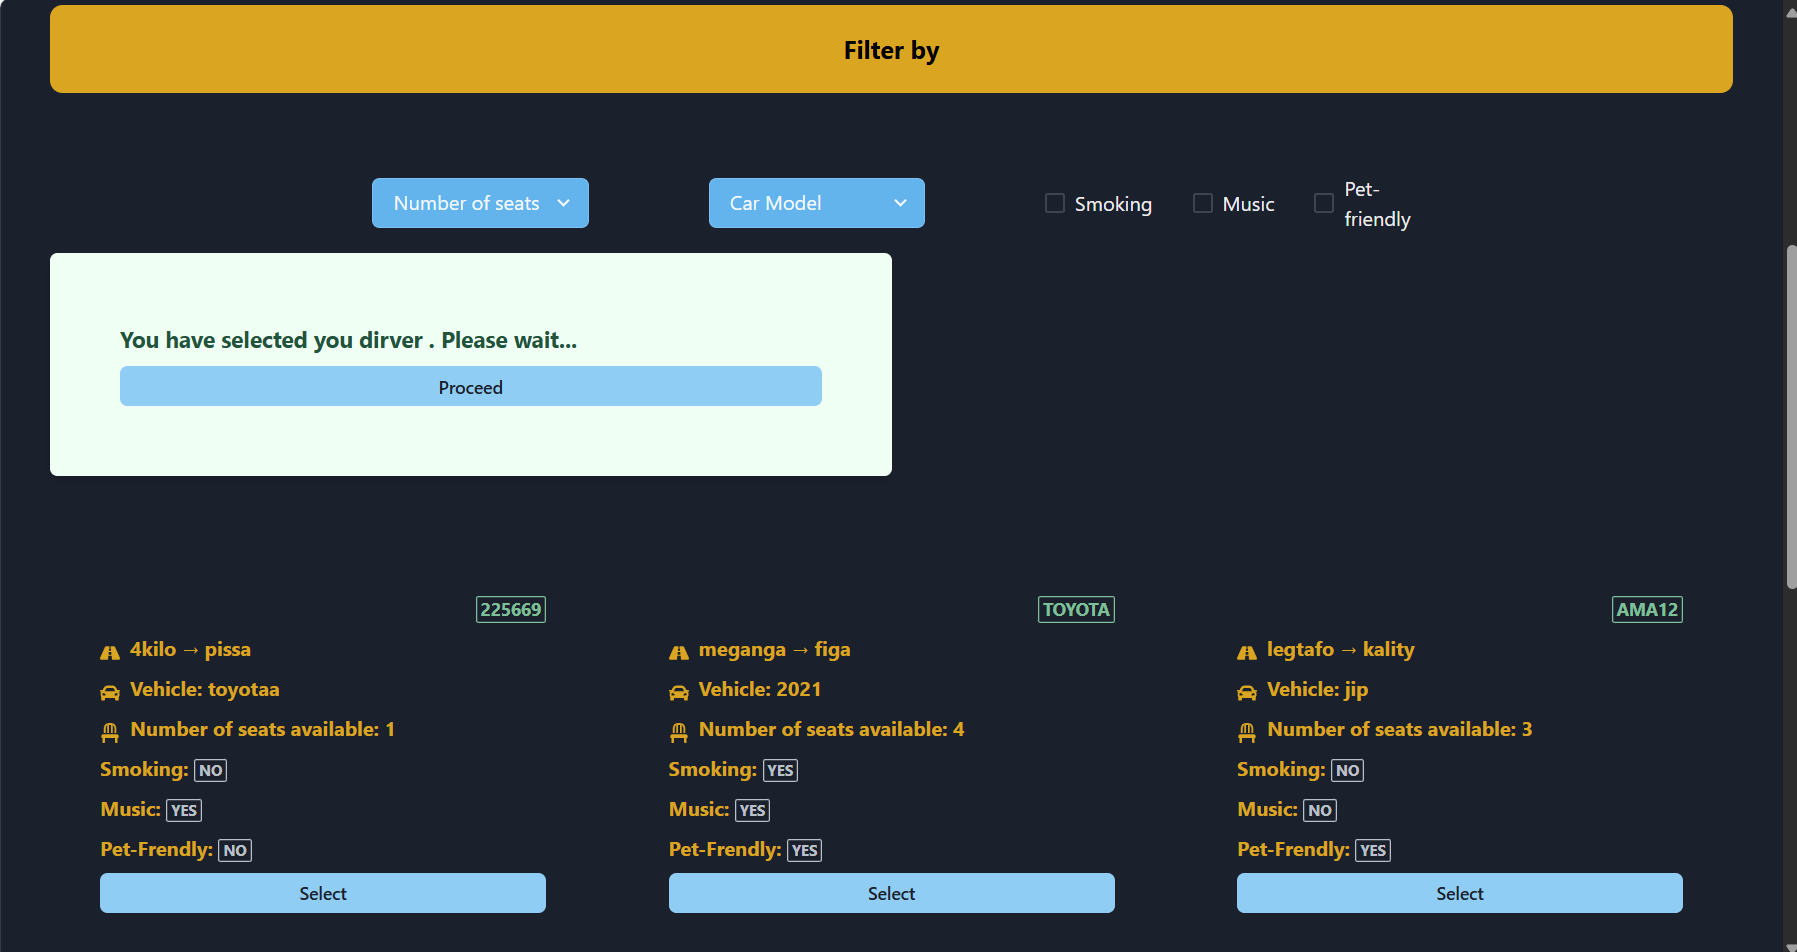 Filter by
Number of seats
Car Model
Smoking
Music
Pet-
friendly
You have selected you dirver . Please wait...
Proceed
225669
4kilo → pissa
Vehicle: toyotaa
Number of seats available: 1
Smoking: NO
Music: YES
Pet-Frendly: NO
Select
TOYOTA
meganga → figa
Vehicle: 2021
Number of seats available: 4
Smoking: YES
Music: YES
Pet-Frendly: YES
Select
AMA12
legtafo → kality
Vehicle: jip
Number of seats available: 3
Smoking: NO
Music: NO
Pet-Frendly: YES
Select